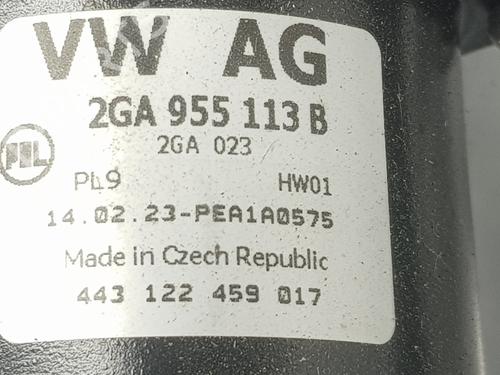 VW AG
2GA 955 113 B
2GA 023
PAL
PL9 HW01
14.02.23-PEA1A0575
Made in Czech Republic
443 122 459 017